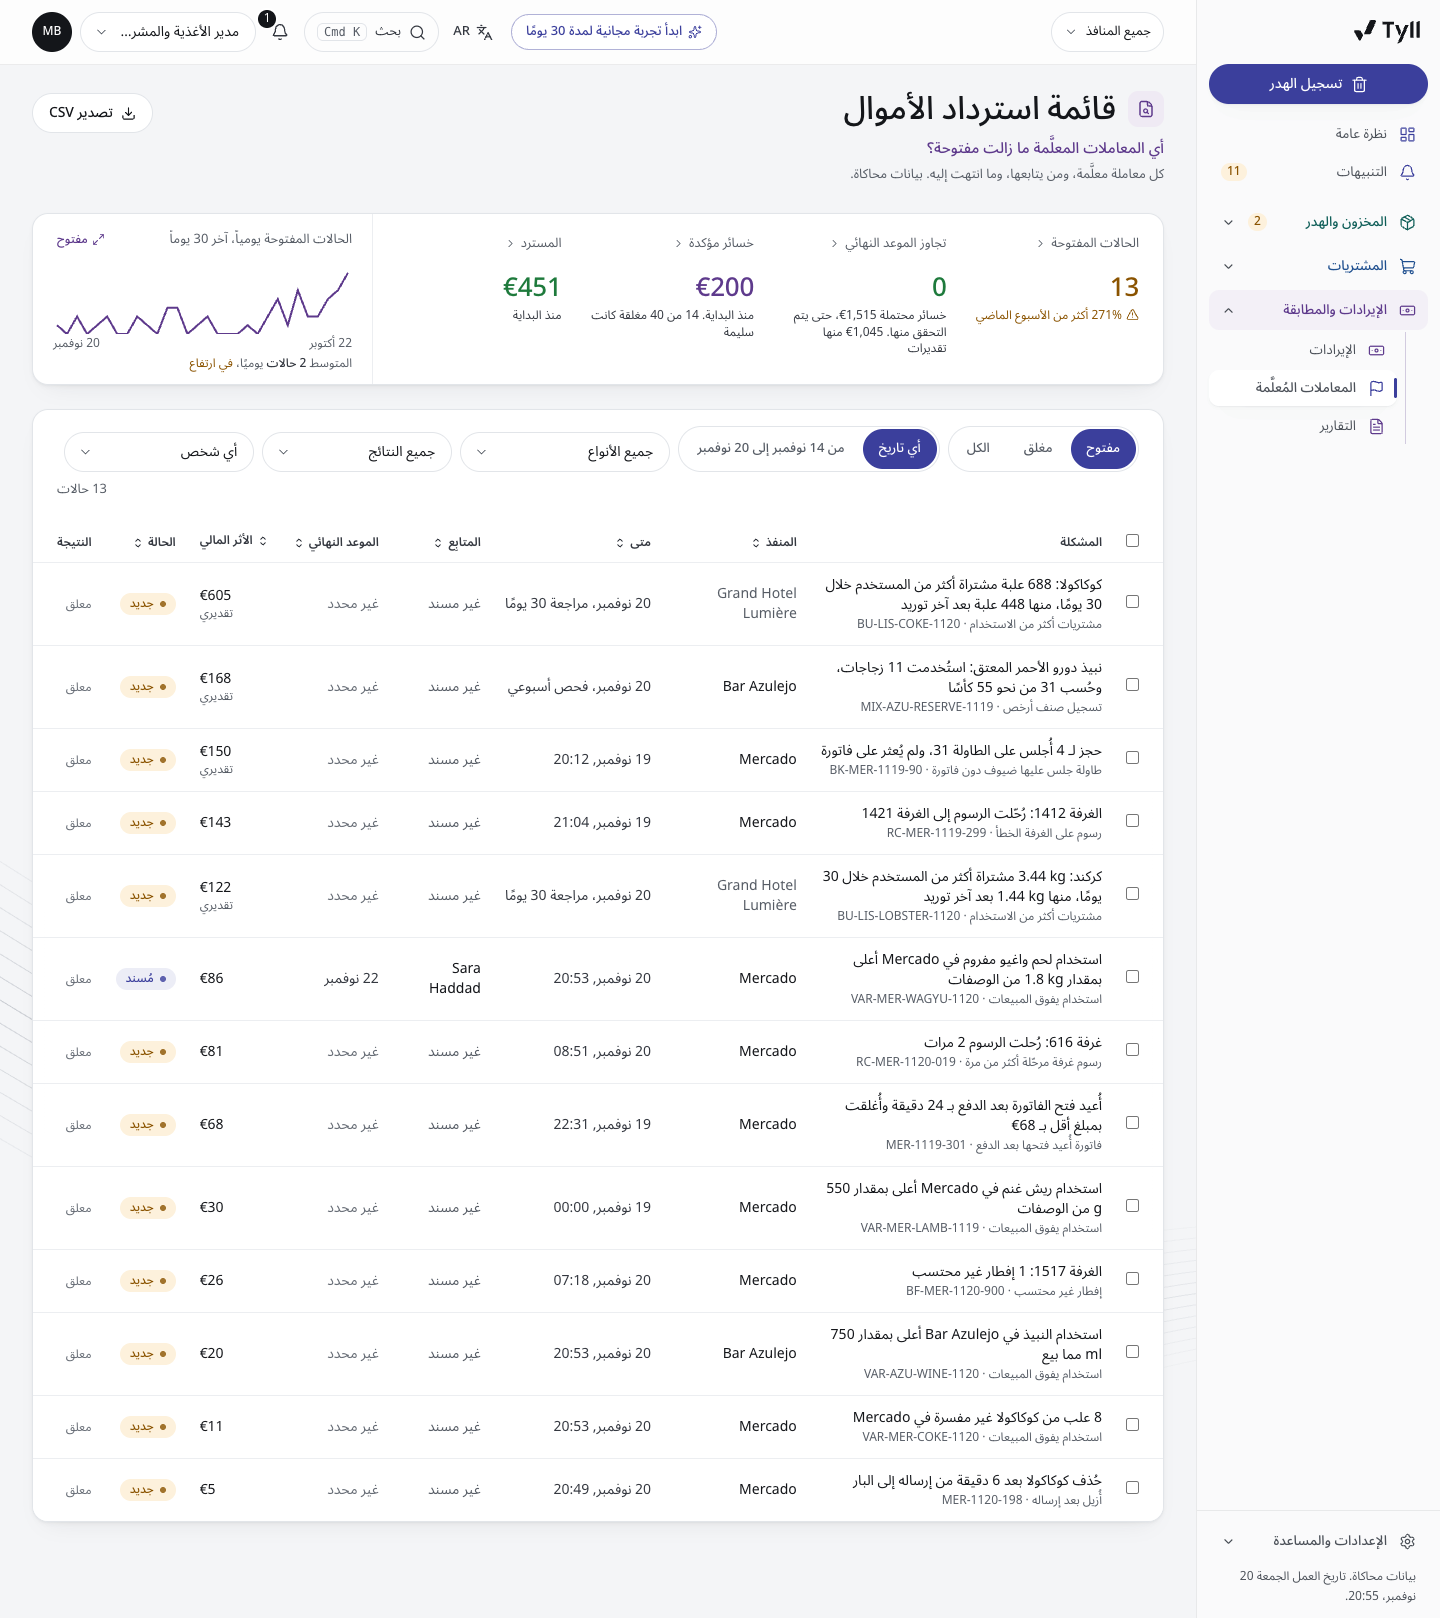 Tyll
تسجيل الهدر
نظرة عامة
التنبيهات 11
المخزون والهدر 2
المشتريات
الإيرادات والمطابقة
الإيرادات
المعاملات المُعلَّمة
التقارير
الإعدادات والمساعدة
بيانات محاكاة. تاريخ العمل الجمعة 20
نوفمبر، 20:55.
جميع المنافذ
ابدأ تجربة مجانية لمدة 30 يومًا
AR
بحث Cmd K
1
مدير الأغذية والمشر...
MB
قائمة استرداد الأموال
أي المعاملات المعلَّمة ما زالت مفتوحة؟
كل معاملة معلَّمة، ومن يتابعها، وما انتهت إليه. بيانات محاكاة.
تصدير CSV
الحالات المفتوحة
13
271% أكثر من الأسبوع الماضي
تجاوز الموعد النهائي
0
خسائر محتملة €1,515، حتى يتم
التحقق منها. €1,045 منها
تقديرات
خسائر مؤكدة
€200
منذ البداية. 14 من 40 مغلقة كانت
سليمة
المسترد
€451
منذ البداية
الحالات المفتوحة يومياً، آخر 30 يوماً
مفتوح
22 أكتوبر
20 نوفمبر
المتوسط 2 حالات يوميًا، في ارتفاع
مفتوح مغلق الكل
أي تاريخ من 14 نوفمبر إلى 20 نوفمبر
جميع الأنواع
جميع النتائج
أي شخص
13 حالات
المشكلة المنفذ متى المتابع الموعد النهائي الأثر المالي الحالة النتيجة
كوكاكولا: 688 علبة مشتراة أكثر من المستخدم خلال
30 يومًا، منها 448 علبة بعد آخر توريد
مشتريات أكثر من الاستخدام · BU-LIS-COKE-1120
Grand Hotel
Lumière
20 نوفمبر، مراجعة 30 يومًا
غير مسند
غير محدد
€605
تقديري
جديد
معلق
نبيذ دورو الأحمر المعتق: استُخدمت 11 زجاجات،
وحُسب 31 من نحو 55 كأسًا
تسجيل صنف أرخص · MIX-AZU-RESERVE-1119
Bar Azulejo
20 نوفمبر، فحص أسبوعي
غير مسند
غير محدد
€168
تقديري
جديد
معلق
حجز لـ 4 أُجلس على الطاولة 31، ولم يُعثر على فاتورة
طاولة جلس عليها ضيوف دون فاتورة · BK-MER-1119-90
Mercado
19 نوفمبر, 20:12
غير مسند
غير محدد
€150
تقديري
جديد
معلق
الغرفة 1412: رُحّلت الرسوم إلى الغرفة 1421
رسوم على الغرفة الخطأ · RC-MER-1119-299
Mercado
19 نوفمبر, 21:04
غير مسند
غير محدد
€143
جديد
معلق
كركند: 3.44 kg مشتراة أكثر من المستخدم خلال 30
يومًا، منها 1.44 kg بعد آخر توريد
مشتريات أكثر من الاستخدام · BU-LIS-LOBSTER-1120
Grand Hotel
Lumière
20 نوفمبر، مراجعة 30 يومًا
غير مسند
غير محدد
€122
تقديري
جديد
معلق
استخدام لحم واغيو مفروم في Mercado أعلى
بمقدار 1.8 kg من الوصفات
استخدام يفوق المبيعات · VAR-MER-WAGYU-1120
Mercado
20 نوفمبر, 20:53
Sara
Haddad
22 نوفمبر
€86
مُسند
معلق
غرفة 616: رُحلت الرسوم 2 مرات
رسوم غرفة مرحّلة أكثر من مرة · RC-MER-1120-019
Mercado
20 نوفمبر, 08:51
غير مسند
غير محدد
€81
جديد
معلق
أُعيد فتح الفاتورة بعد الدفع بـ 24 دقيقة وأُغلقت
بمبلغ أقل بـ €68
فاتورة أُعيد فتحها بعد الدفع · MER-1119-301
Mercado
19 نوفمبر, 22:31
غير مسند
غير محدد
€68
جديد
معلق
استخدام ريش غنم في Mercado أعلى بمقدار 550
g من الوصفات
استخدام يفوق المبيعات · VAR-MER-LAMB-1119
Mercado
19 نوفمبر, 00:00
غير مسند
غير محدد
€30
جديد
معلق
الغرفة 1517: 1 إفطار غير محتسب
إفطار غير محتسب · BF-MER-1120-900
Mercado
20 نوفمبر, 07:18
غير مسند
غير محدد
€26
جديد
معلق
استخدام النبيذ في Bar Azulejo أعلى بمقدار 750
ml مما بيع
استخدام يفوق المبيعات · VAR-AZU-WINE-1120
Bar Azulejo
20 نوفمبر, 20:53
غير مسند
غير محدد
€20
جديد
معلق
8 علب من كوكاكولا غير مفسرة في Mercado
استخدام يفوق المبيعات · VAR-MER-COKE-1120
Mercado
20 نوفمبر, 20:53
غير مسند
غير محدد
€11
جديد
معلق
حُذف كوكاكولا بعد 6 دقيقة من إرساله إلى البار
أُزيل بعد إرساله · MER-1120-198
Mercado
20 نوفمبر, 20:49
غير مسند
غير محدد
€5
جديد
معلق